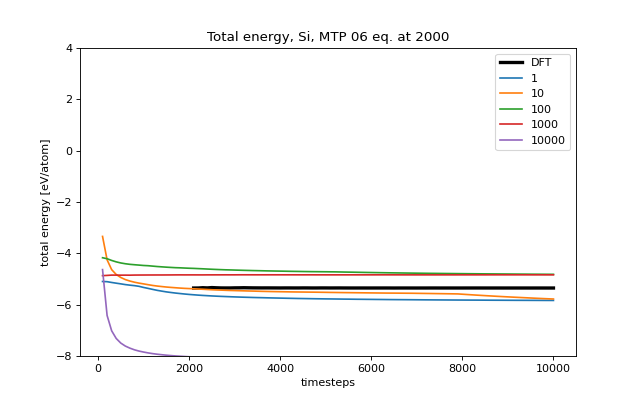 Total energy, Si, MTP 06 eq. at 2000
total energy [eV/atom]
4
2
0
−2
−4
−6
−8
DFT
1
10
100
1000
10000
0 2000 4000 6000 8000 10000
timesteps